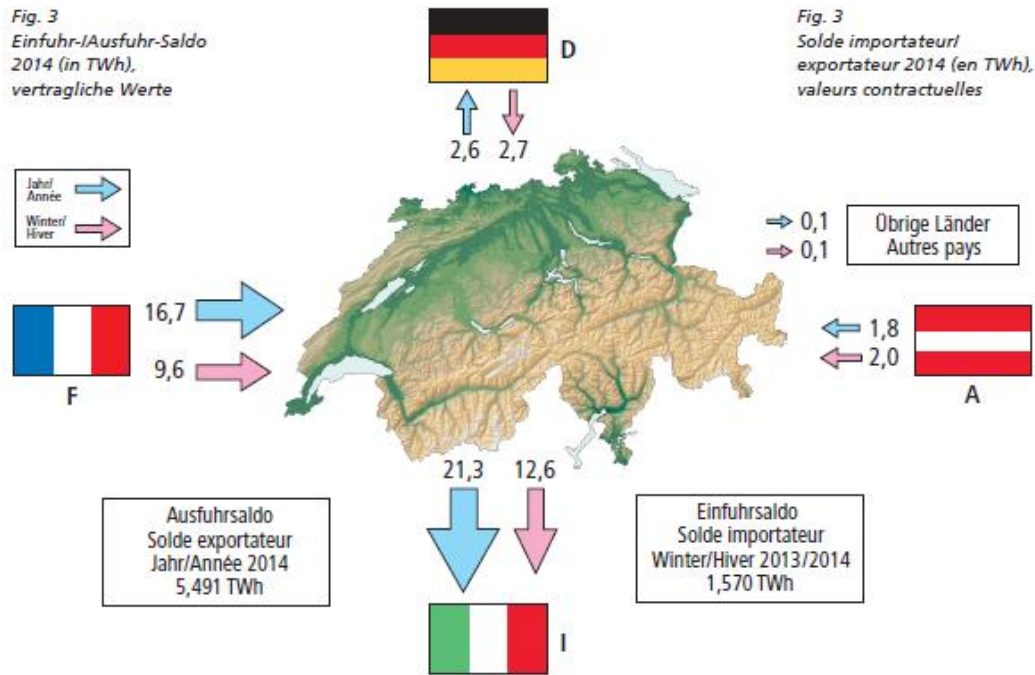 Fig. 3
Einfuhr-/Ausfuhr-Saldo
2014 (in TWh),
vertragliche Werte
Fig. 3
Solde importateur/
exportateur 2014 (en TWh),
valeurs contractuelles
D
2,6
2,7
Jahr/
Année
Winter/
Hiver
0,1
0,1
Übrige Länder
Autres pays
16,7
9,6
F
1,8
2,0
A
21,3
12,6
Ausfuhrsaldo
Solde exportateur
Jahr/Année 2014
5,491 TWh
Einfuhrsaldo
Solde importateur
Winter/Hiver 2013/2014
1,570 TWh
I